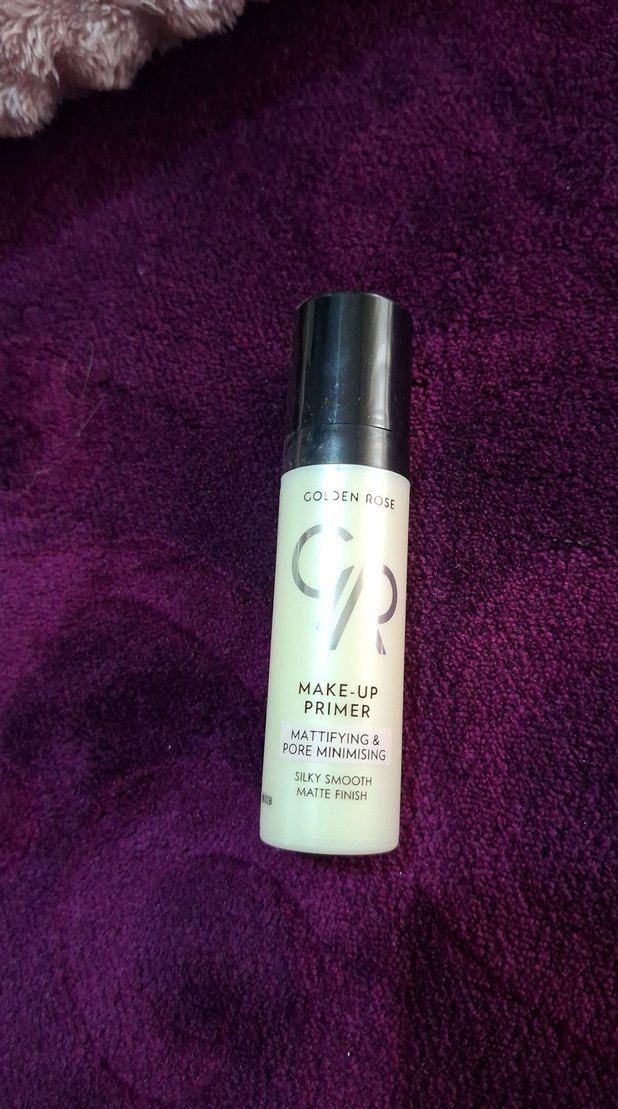 GOLDEN ROSE
GR
MAKE-UP
PRIMER
MATTIFYING &
PORE MINIMISING
SILKY SMOOTH
MATTE FINISH